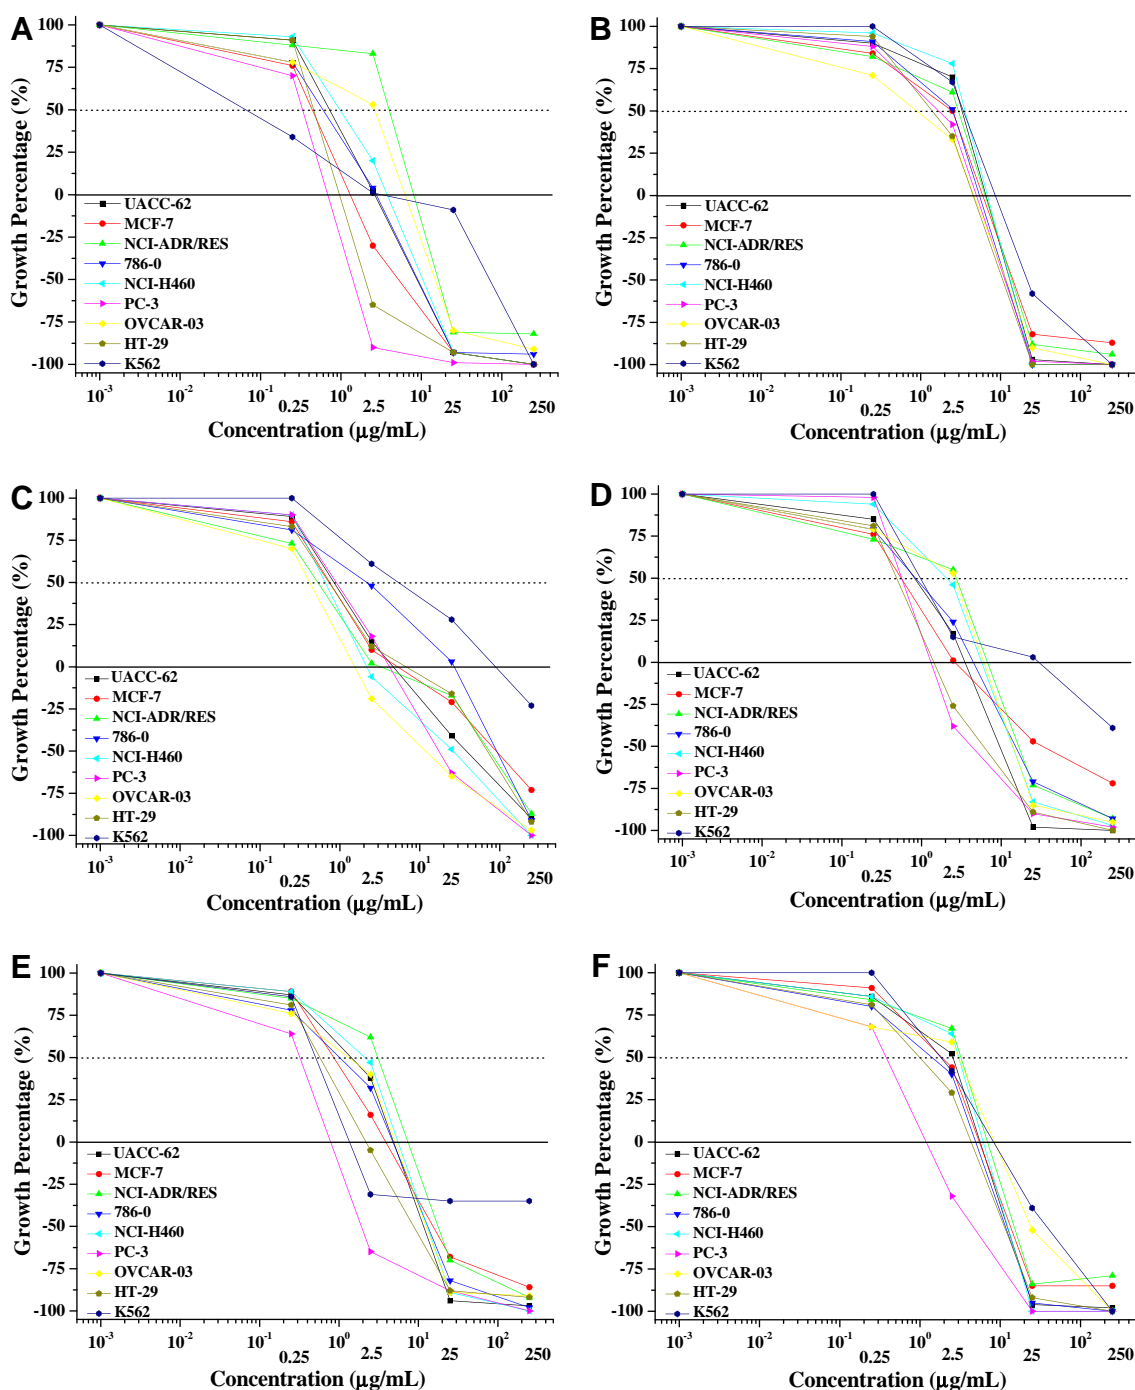 A
Growth Percentage (%)
100
75
50
25
0
-25
-50
-75
-100
UACC-62
MCF-7
NCI-ADR/RES
786-0
NCI-H460
PC-3
OVCAR-03
HT-29
K562
10⁻³ 10⁻² 10⁻¹ 10⁰ 10¹ 10²
0.25 2.5 25 250
Concentration (μg/mL)
B
Growth Percentage (%)
100
75
50
25
0
-25
-50
-75
-100
UACC-62
MCF-7
NCI-ADR/RES
786-0
NCI-H460
PC-3
OVCAR-03
HT-29
K562
10⁻³ 10⁻² 10⁻¹ 10⁰ 10¹ 10²
0.25 2.5 25 250
Concentration (μg/mL)
C
Growth Percentage (%)
100
75
50
25
0
-25
-50
-75
-100
UACC-62
MCF-7
NCI-ADR/RES
786-0
NCI-H460
PC-3
OVCAR-03
HT-29
K562
10⁻³ 10⁻² 10⁻¹ 10⁰ 10¹ 10²
0.25 2.5 25 250
Concentration (μg/mL)
D
Growth Percentage (%)
100
75
50
25
0
-25
-50
-75
-100
UACC-62
MCF-7
NCI-ADR/RES
786-0
NCI-H460
PC-3
OVCAR-03
HT-29
K562
10⁻³ 10⁻² 10⁻¹ 10⁰ 10¹ 10²
0.25 2.5 25 250
Concentration (μg/mL)
E
Growth Percentage (%)
100
75
50
25
0
-25
-50
-75
-100
UACC-62
MCF-7
NCI-ADR/RES
786-0
NCI-H460
PC-3
OVCAR-03
HT-29
K562
10⁻³ 10⁻² 10⁻¹ 10⁰ 10¹ 10²
0.25 2.5 25 250
Concentration (μg/mL)
F
Growth Percentage (%)
100
75
50
25
0
-25
-50
-75
-100
UACC-62
MCF-7
NCI-ADR/RES
786-0
NCI-H460
PC-3
OVCAR-03
HT-29
K562
10⁻³ 10⁻² 10⁻¹ 10⁰ 10¹ 10²
0.25 2.5 25 250
Concentration (μg/mL)